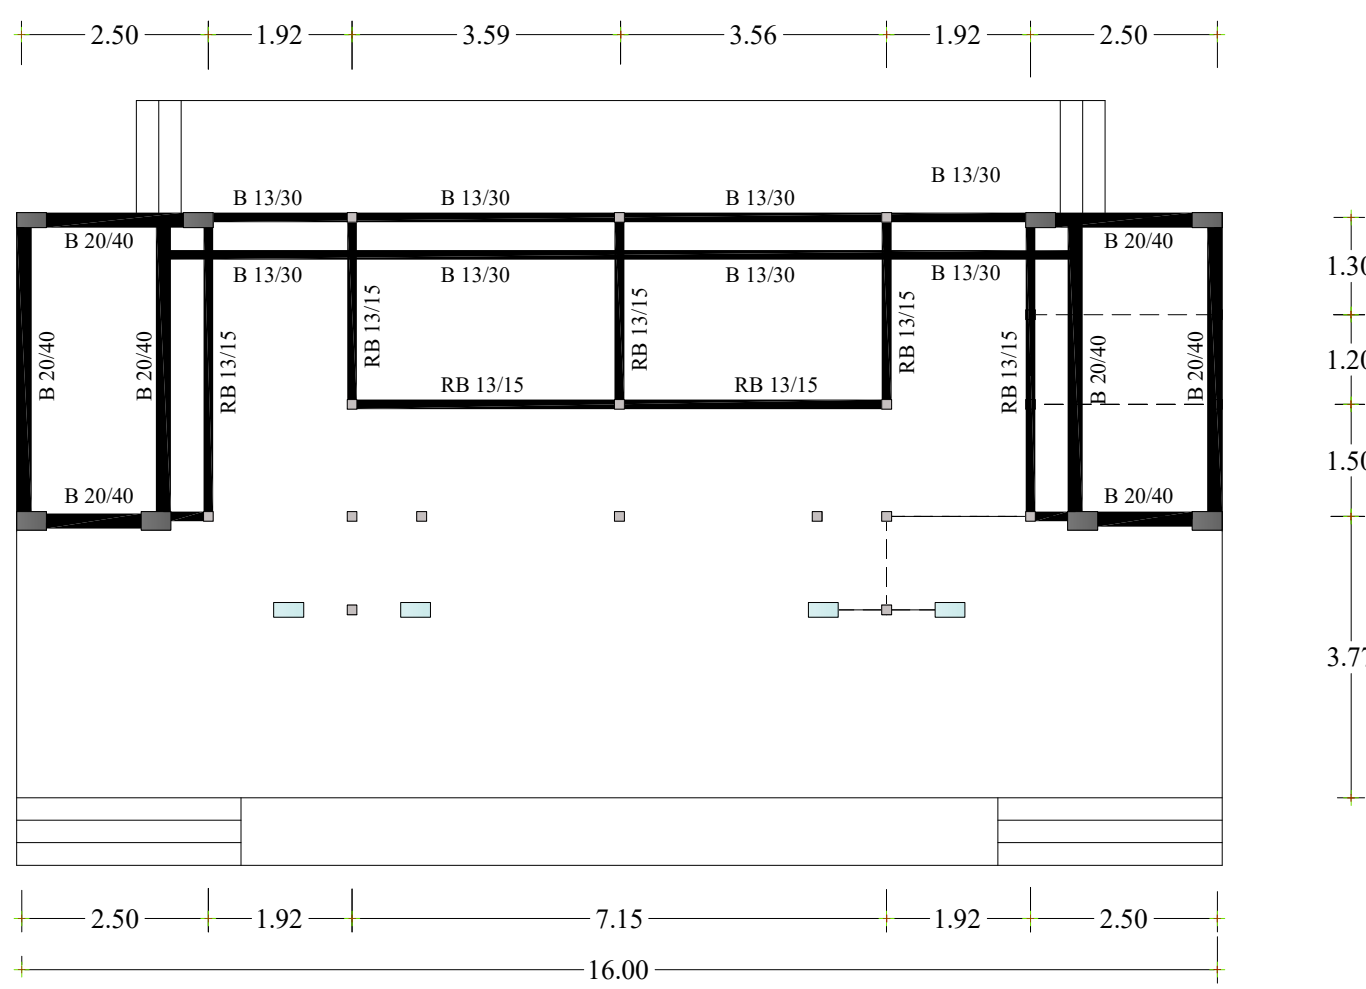 2.50 1.92 3.59 3.56 1.92 2.50
B 13/30
B 13/30 B 13/30 B 13/30
B 20/40 B 20/40
B 13/30 B 13/30 B 13/30 B 13/30
1.30
B 20/40
B 20/40
RB 13/15
RB 13/15
RB 13/15
RB 13/15
RB 13/15
B 20/40
B 20/40
1.20
RB 13/15 RB 13/15
1.50
B 20/40 B 20/40
3.77
2.50 1.92 7.15 1.92 2.50
16.00